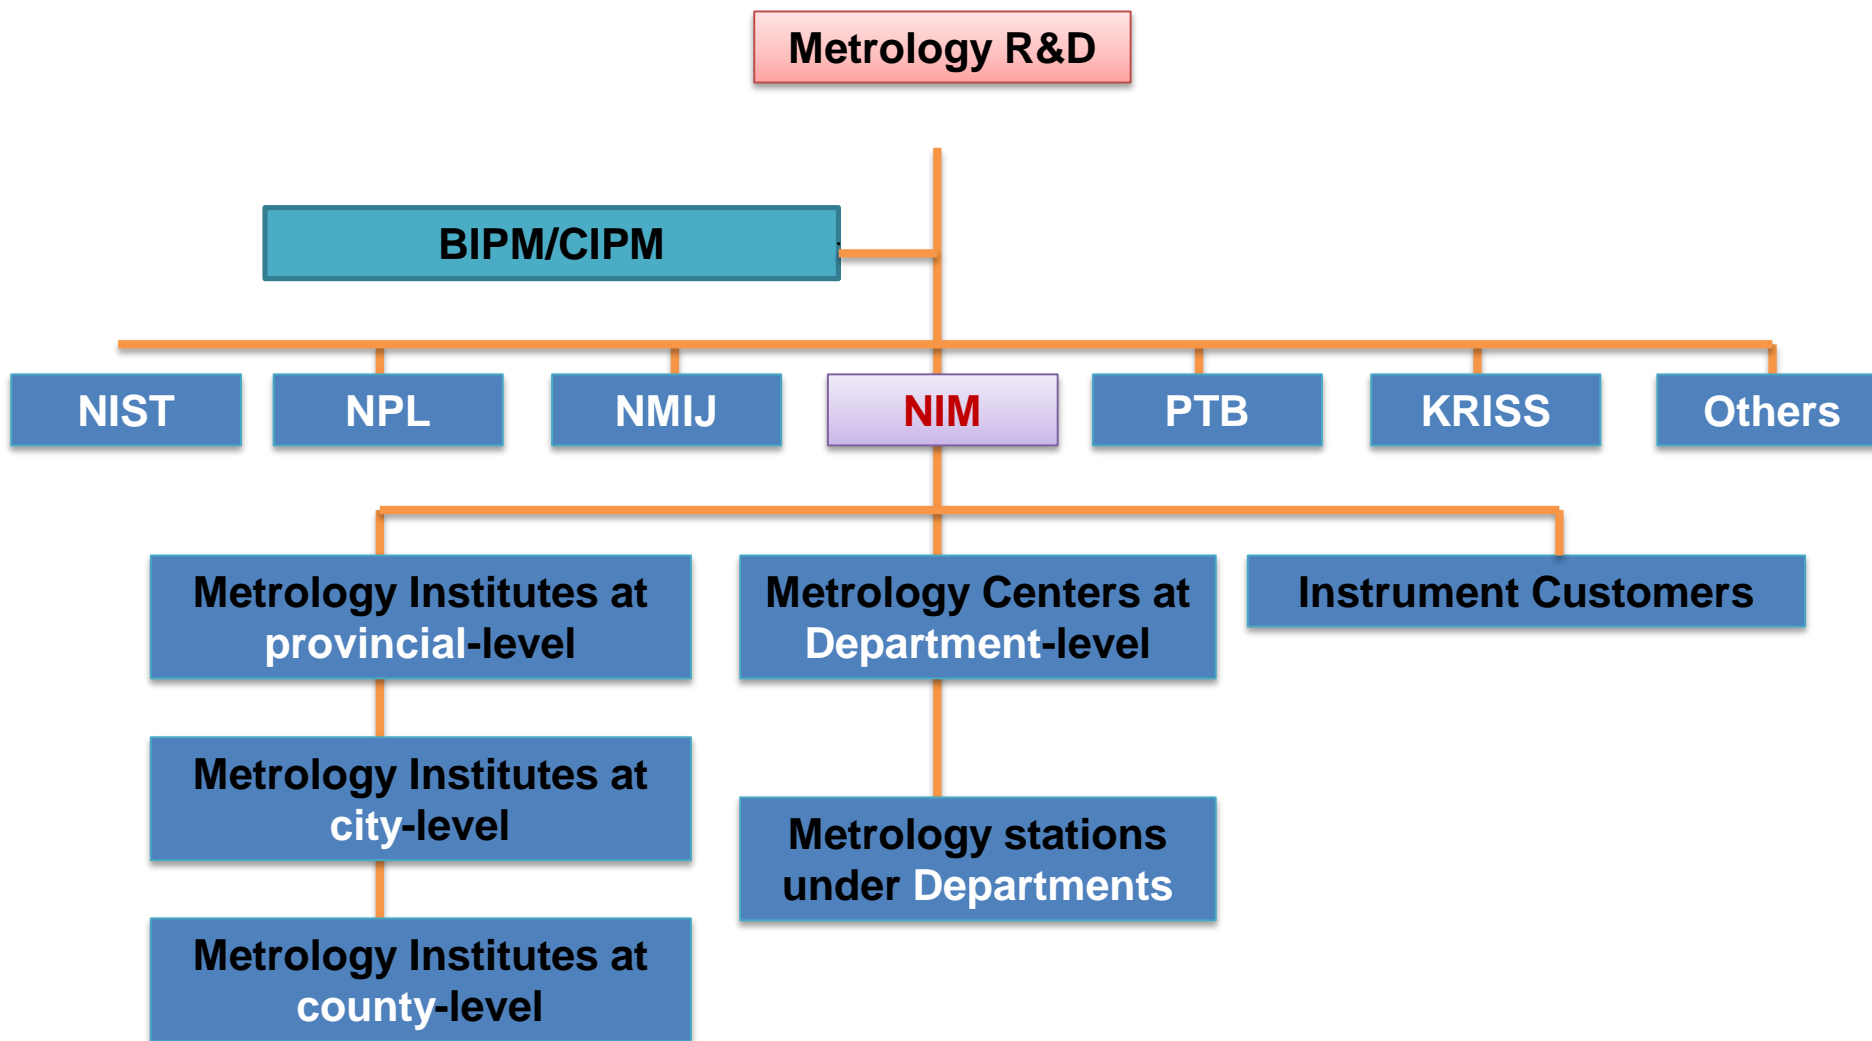 Metrology R&D
BIPM/CIPM
NIST
NPL
NMIJ
NIM
PTB
KRISS
Others
Metrology Institutes at
provincial-level
Metrology Centers at
Department-level
Instrument Customers
Metrology Institutes at
city-level
Metrology stations
under Departments
Metrology Institutes at
county-level